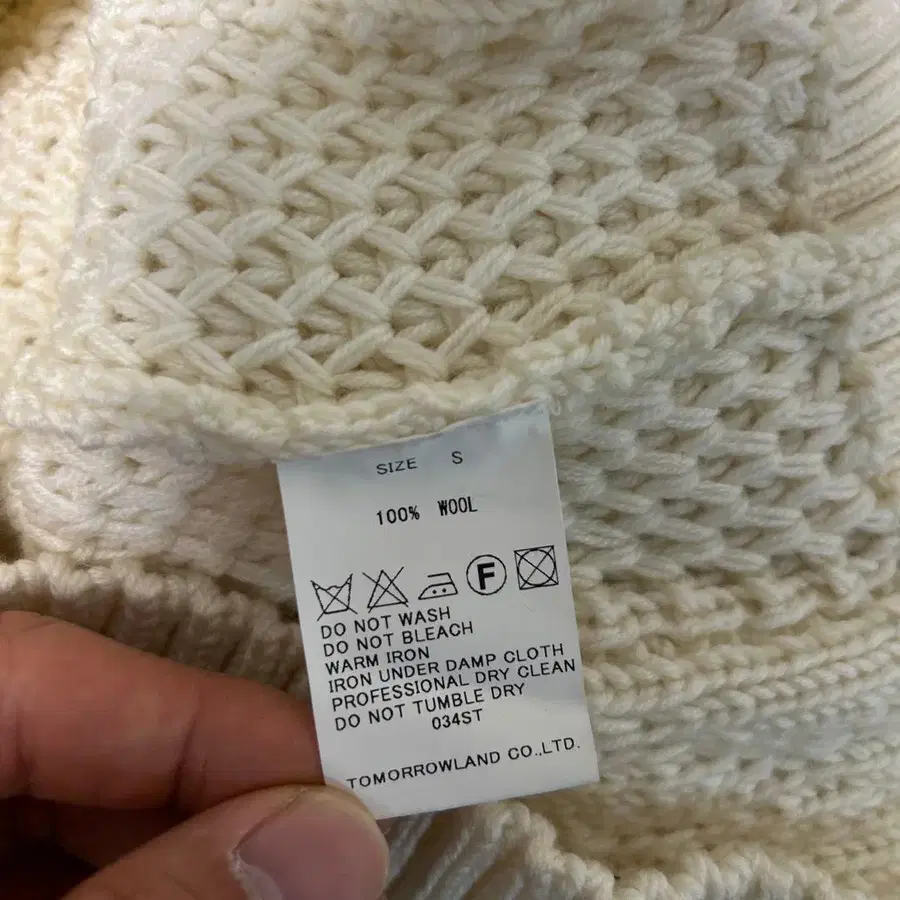 SIZE S
100% WOOL
F
DO NOT WASH
DO NOT BLEACH
WARM IRON
IRON UNDER DAMP CLOTH
PROFESSIONAL DRY CLEAN
DO NOT TUMBLE DRY
034ST
TOMORROWLAND CO.,LTD.